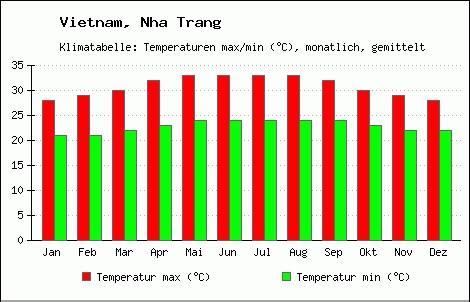 Vietnam, Nha Trang
Klimatabelle: Temperaturen max/min (°C), monatlich, gemittelt
35
30
25
20
15
10
5
0
Jan Feb Mar Apr Mai Jun Jul Aug Sep Okt Nov Dez
Temperatur max (°C) Temperatur min (°C)